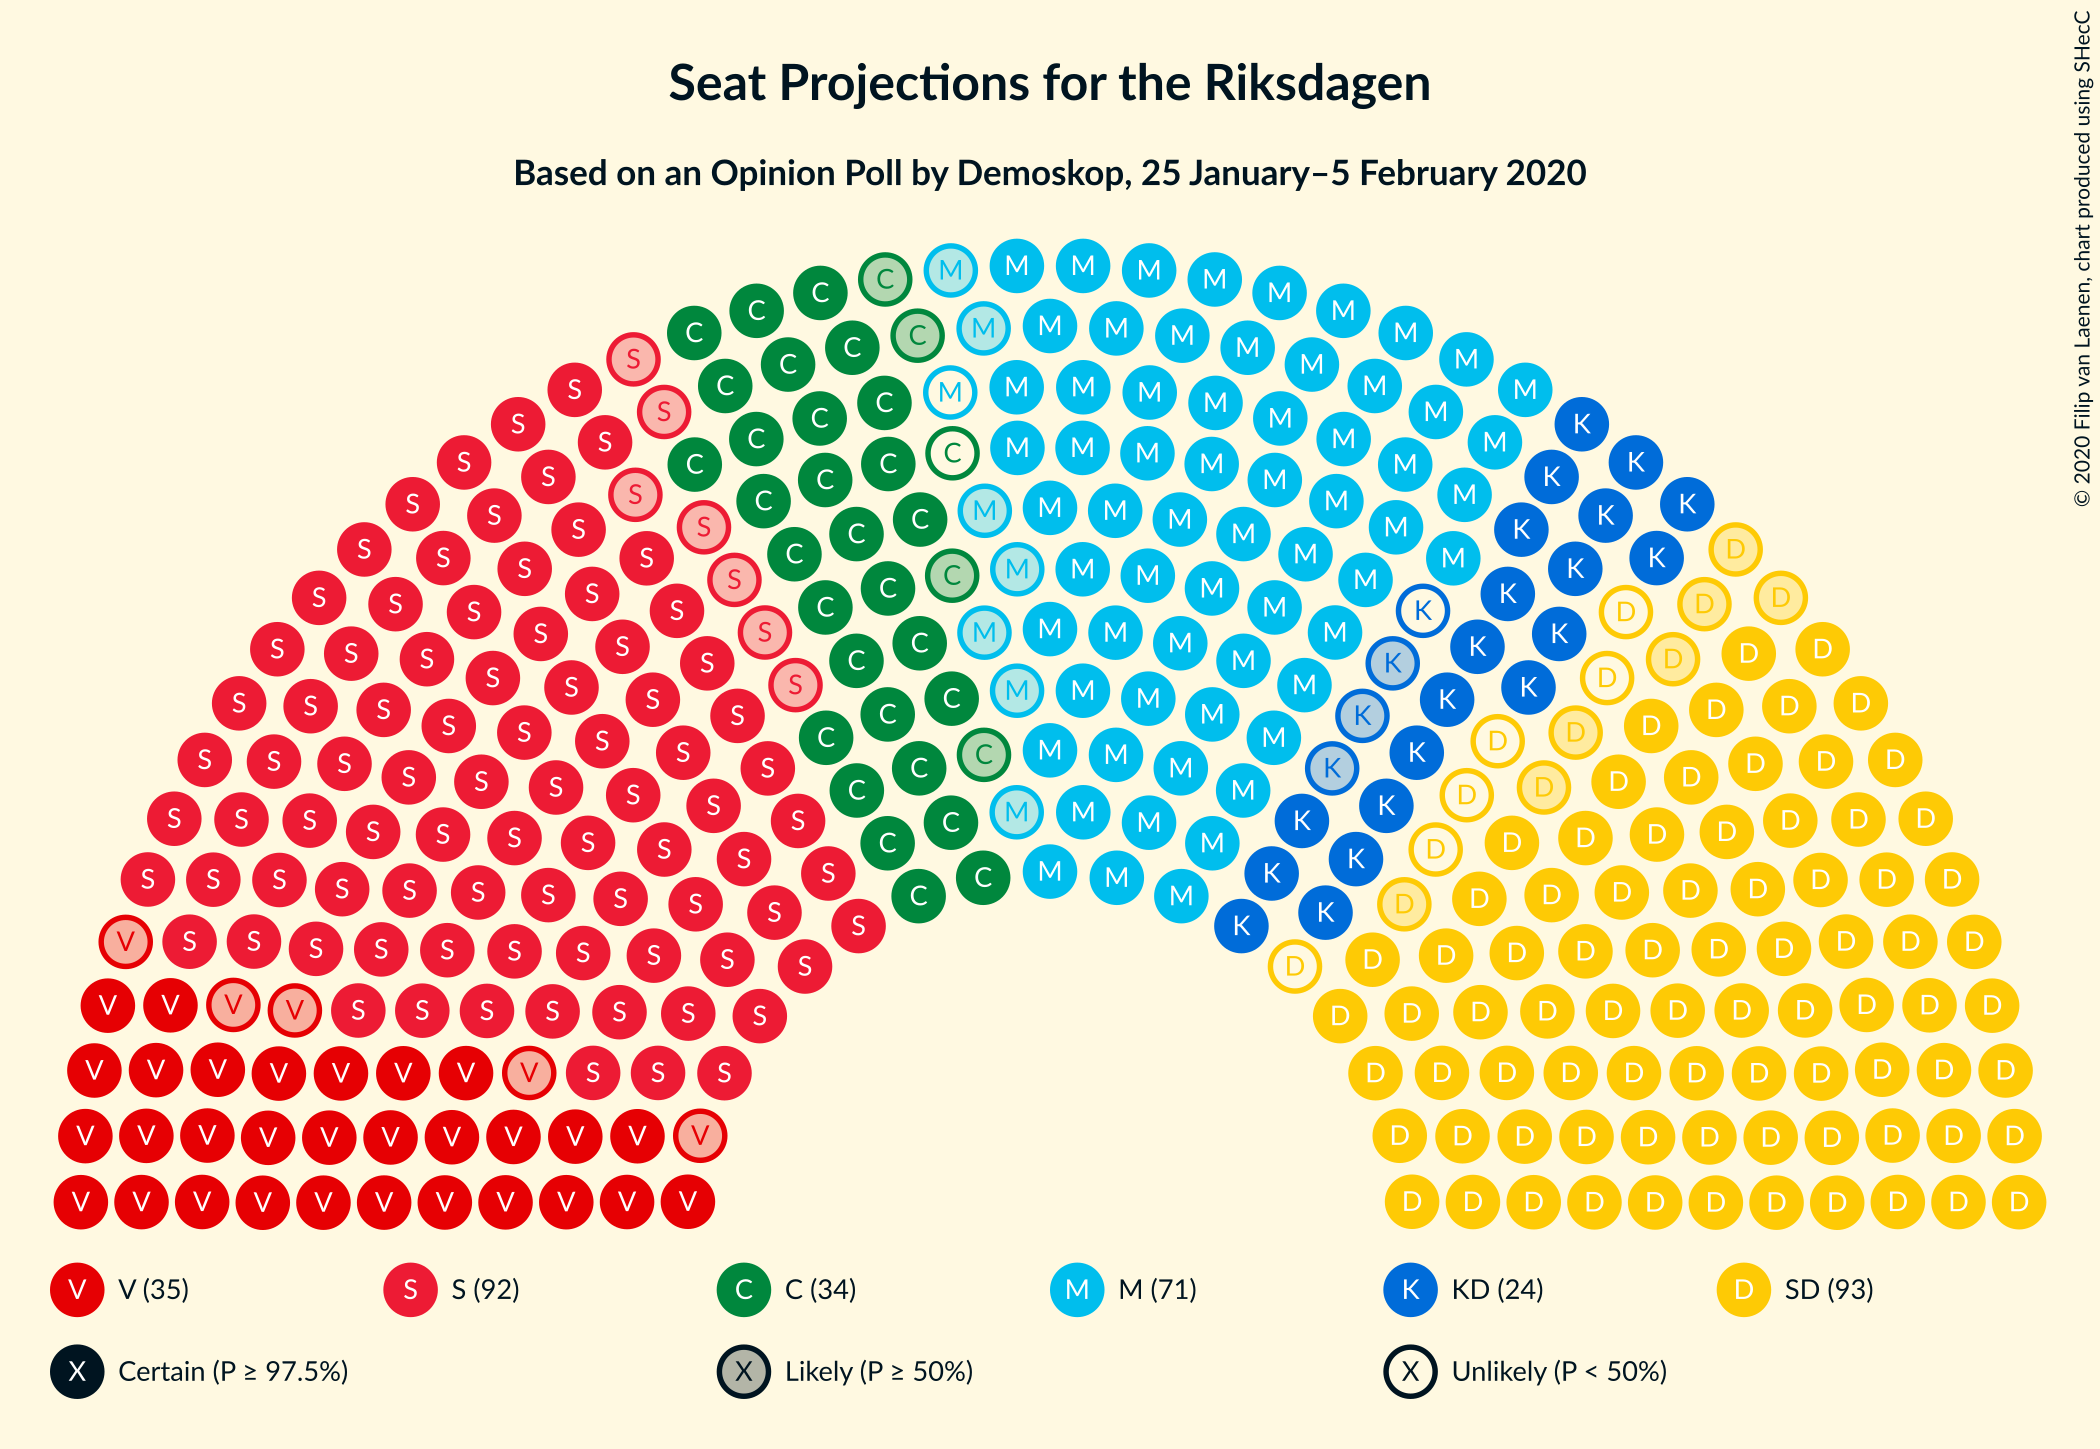 Seat Projections for the Riksdagen
Based on an Opinion Poll by Demoskop, 25 January–5 February 2020
© 2020 Filip van Laenen, chart produced using SHecC
V V (35)
S S (92)
C C (34)
M M (71)
K KD (24)
D SD (93)
X Certain (P ≥ 97.5%)
X Likely (P ≥ 50%)
X Unlikely (P < 50%)